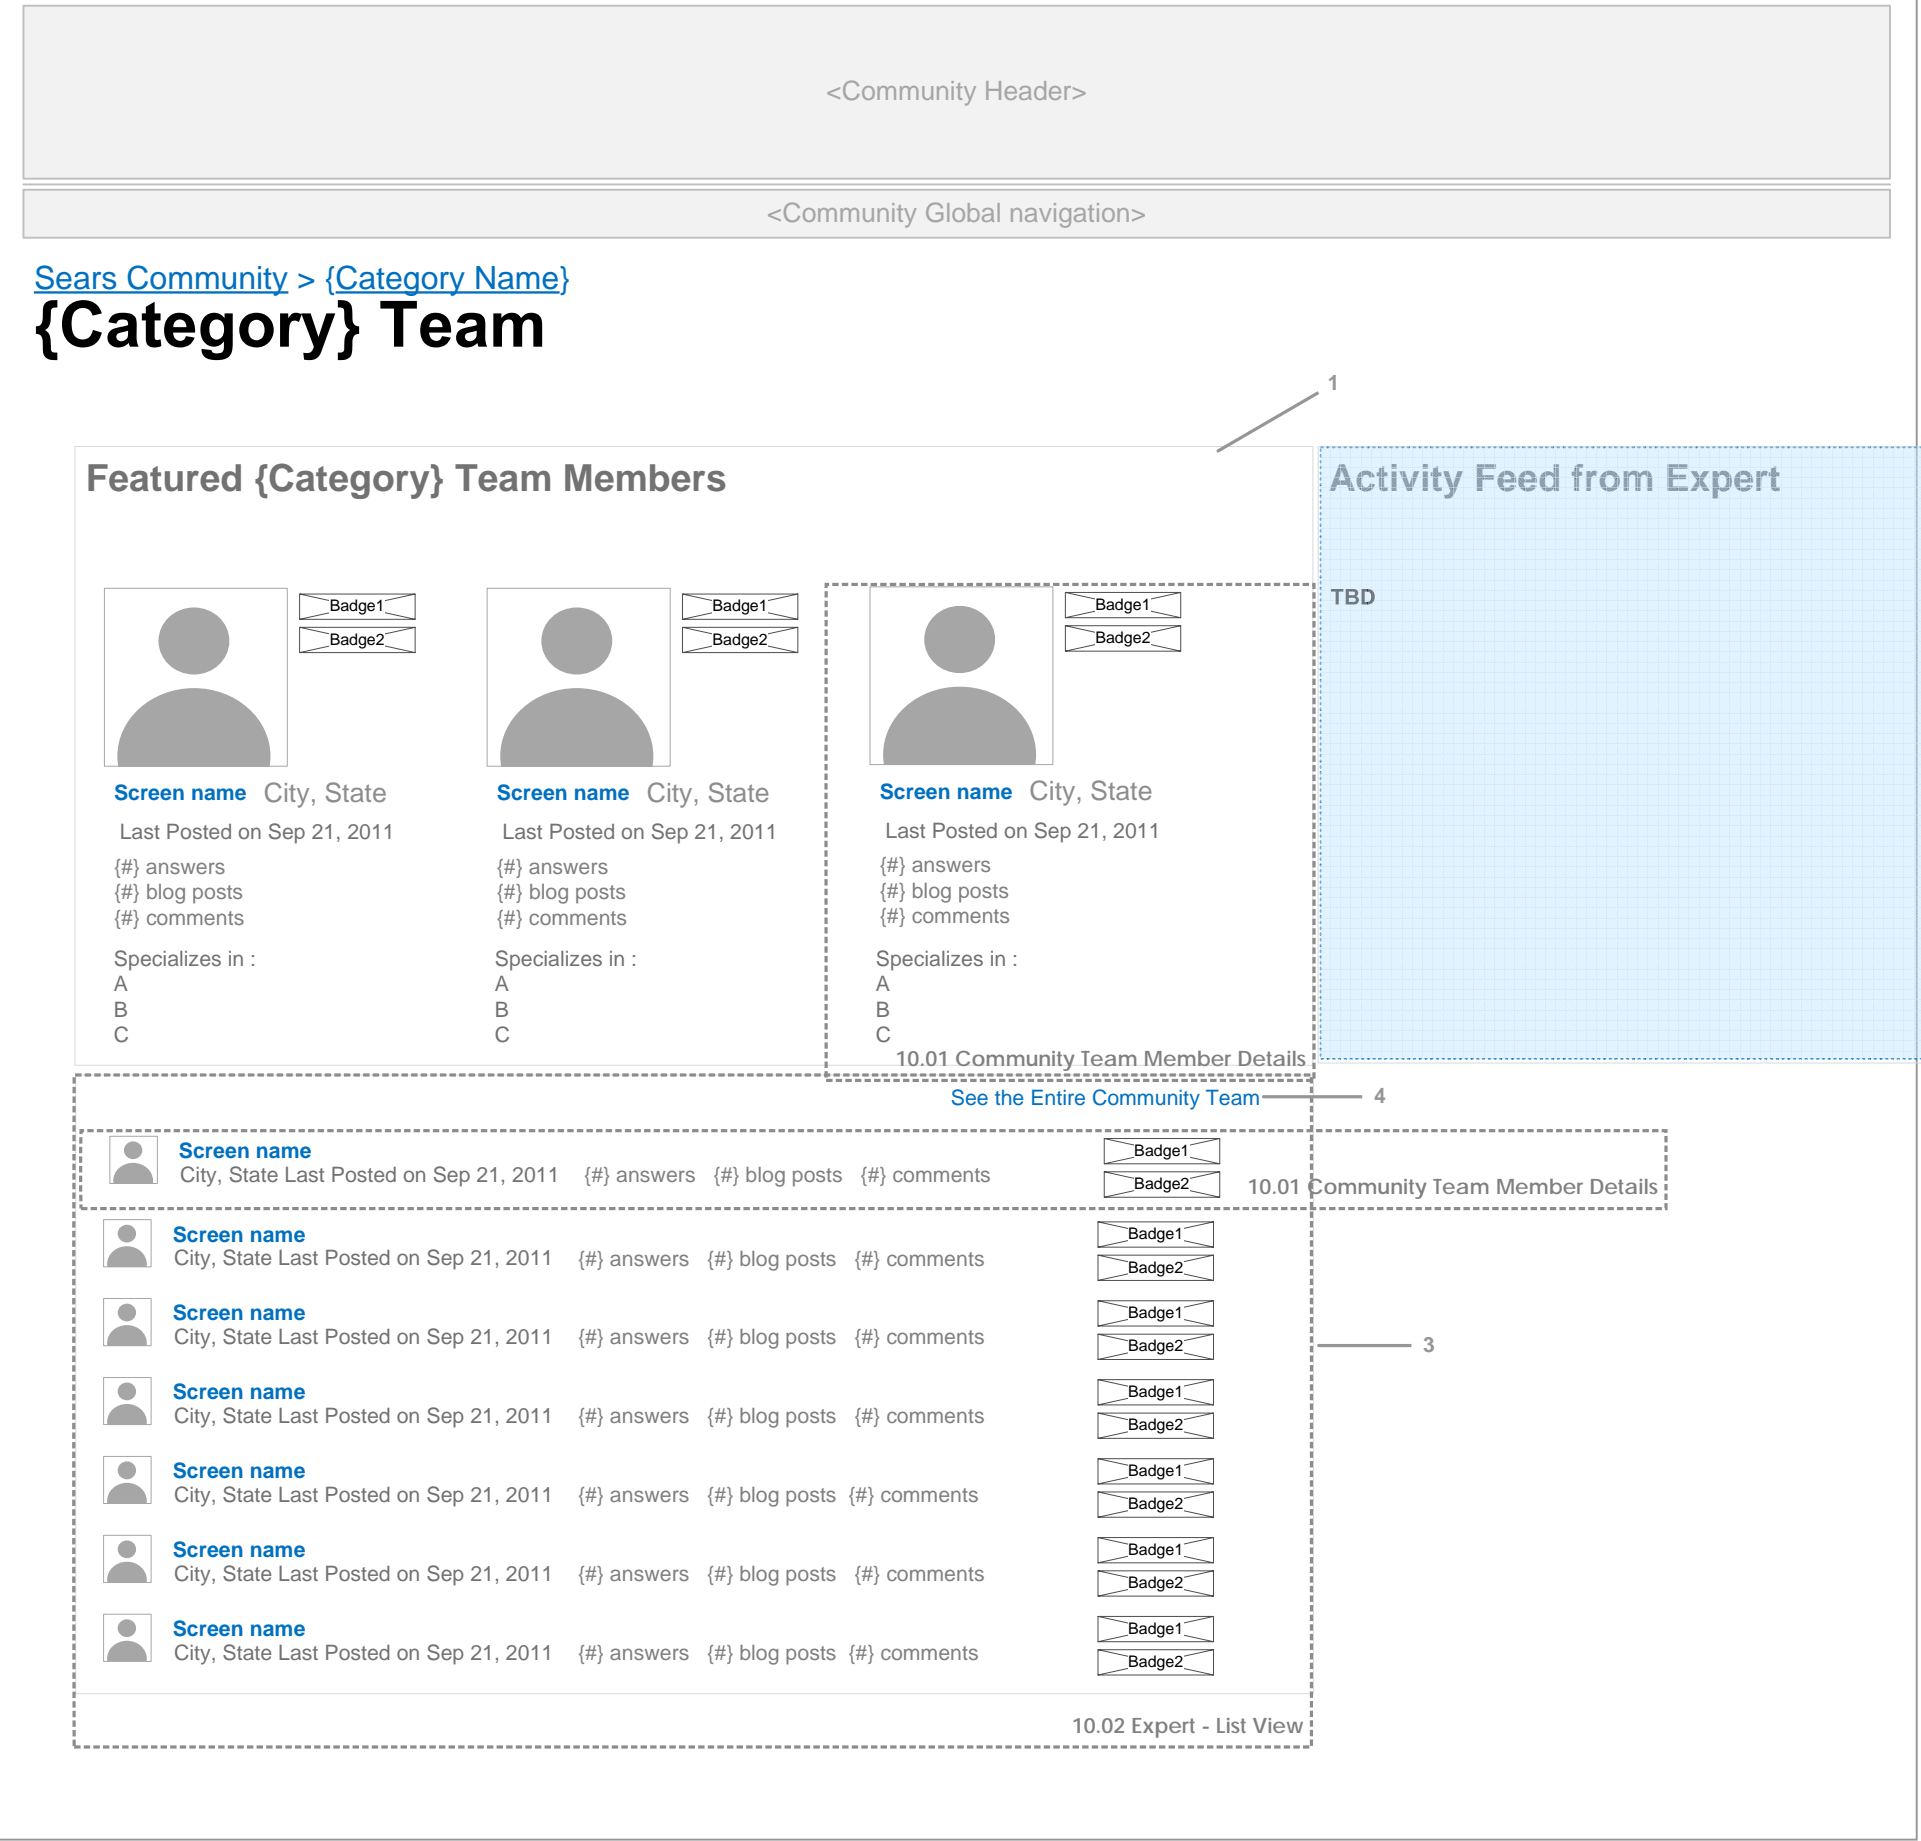 <Community Header>
<Community Global navigation>
Sears Community > {Category Name}
{Category} Team
1
Featured {Category} Team Members
Activity Feed from Expert
TBD
Badge1
Badge2
Screen name City, State
Last Posted on Sep 21, 2011
{#} answers
{#} blog posts
{#} comments
Specializes in :
A
B
C
Badge1
Badge2
Screen name City, State
Last Posted on Sep 21, 2011
{#} answers
{#} blog posts
{#} comments
Specializes in :
A
B
C
Badge1
Badge2
Screen name City, State
Last Posted on Sep 21, 2011
{#} answers
{#} blog posts
{#} comments
Specializes in :
A
B
C
10.01 Community Team Member Details
See the Entire Community Team 4
Screen name
City, State Last Posted on Sep 21, 2011 {#} answers {#} blog posts {#} comments
Badge1
Badge2
10.01 Community Team Member Details
Screen name
City, State Last Posted on Sep 21, 2011 {#} answers {#} blog posts {#} comments
Badge1
Badge2
Screen name
City, State Last Posted on Sep 21, 2011 {#} answers {#} blog posts {#} comments
Badge1
Badge2
3
Screen name
City, State Last Posted on Sep 21, 2011 {#} answers {#} blog posts {#} comments
Badge1
Badge2
Screen name
City, State Last Posted on Sep 21, 2011 {#} answers {#} blog posts {#} comments
Badge1
Badge2
Screen name
City, State Last Posted on Sep 21, 2011 {#} answers {#} blog posts {#} comments
Badge1
Badge2
Screen name
City, State Last Posted on Sep 21, 2011 {#} answers {#} blog posts {#} comments
Badge1
Badge2
10.02 Expert - List View